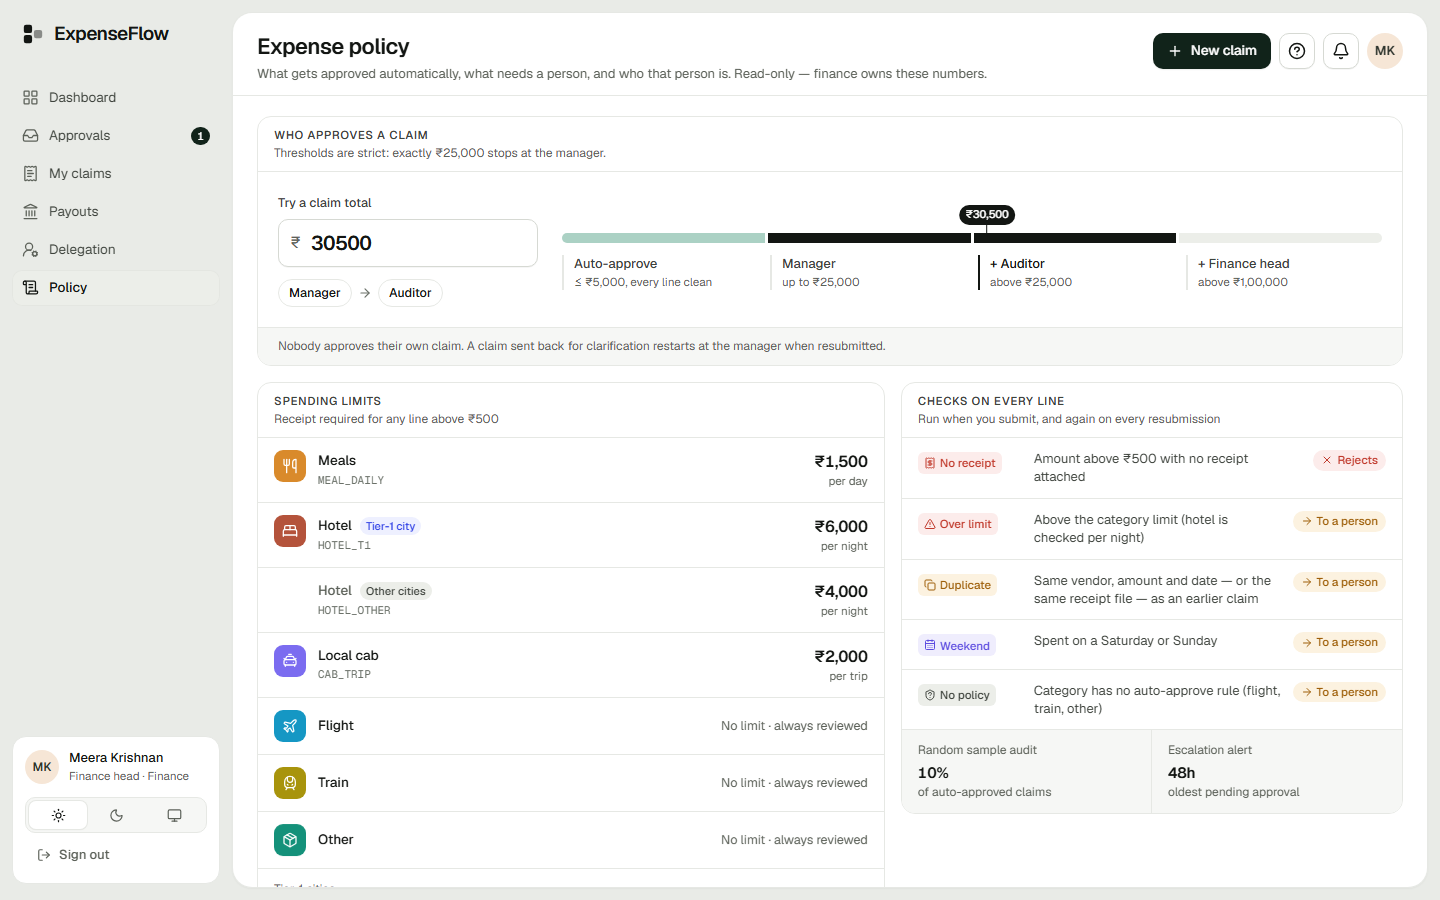 ExpenseFlow
Dashboard
Approvals 1
My claims
Payouts
Delegation
Policy
MK Meera Krishnan
Finance head · Finance
Sign out
Expense policy
What gets approved automatically, what needs a person, and who that person is. Read-only — finance owns these numbers.
+ New claim
MK
WHO APPROVES A CLAIM
Thresholds are strict: exactly ₹25,000 stops at the manager.
Try a claim total
₹ 30500
Manager → Auditor
₹30,500
Auto-approve
≤ ₹5,000, every line clean
Manager
up to ₹25,000
+ Auditor
above ₹25,000
+ Finance head
above ₹1,00,000
Nobody approves their own claim. A claim sent back for clarification restarts at the manager when resubmitted.
SPENDING LIMITS
Receipt required for any line above ₹500
Meals ₹1,500
MEAL_DAILY per day
Hotel Tier-1 city ₹6,000
HOTEL_T1 per night
Hotel Other cities ₹4,000
HOTEL_OTHER per night
Local cab ₹2,000
CAB_TRIP per trip
Flight No limit · always reviewed
Train No limit · always reviewed
Other No limit · always reviewed
CHECKS ON EVERY LINE
Run when you submit, and again on every resubmission
No receipt
Amount above ₹500 with no receipt
attached
Rejects
Over limit
Above the category limit (hotel is
checked per night)
→ To a person
Duplicate
Same vendor, amount and date — or the
same receipt file — as an earlier claim
→ To a person
Weekend
Spent on a Saturday or Sunday
→ To a person
No policy
Category has no auto-approve rule (flight,
train, other)
→ To a person
Random sample audit
10%
of auto-approved claims
Escalation alert
48h
oldest pending approval